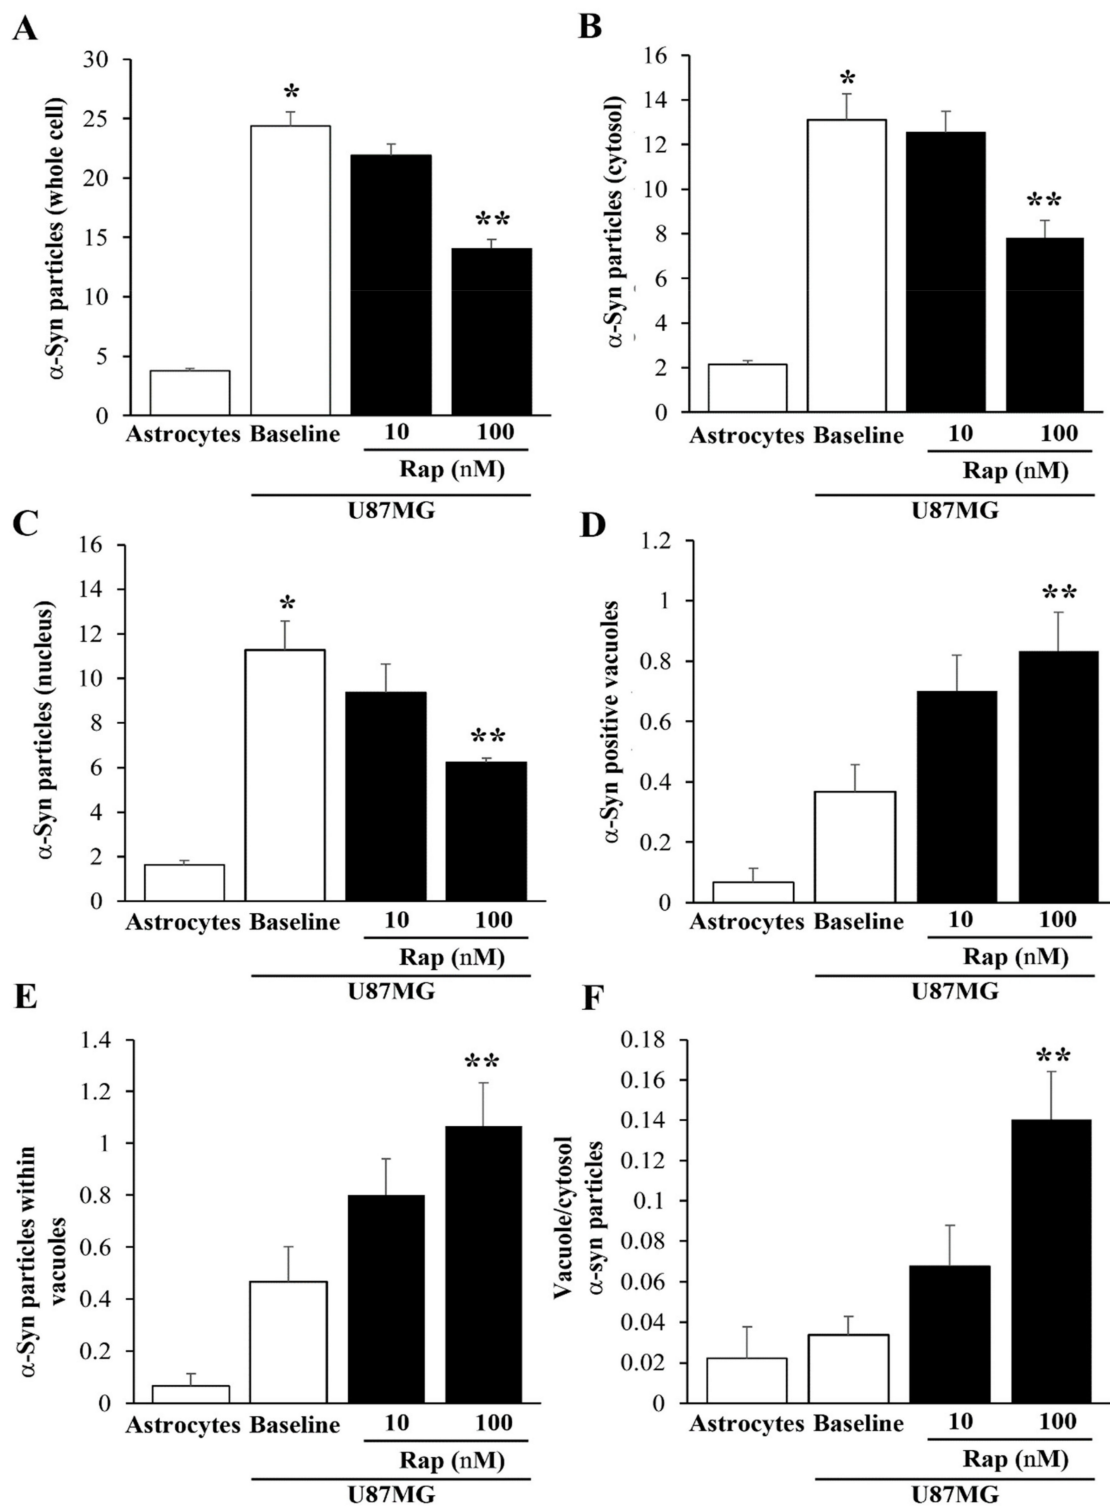 A
α-Syn particles (whole cell)
30
25
20
15
10
5
0
*
**
Astrocytes Baseline 10 100
Rap (nM)
U87MG
B
α-Syn particles (cytosol)
16
14
12
10
8
6
4
2
0
*
**
Astrocytes Baseline 10 100
Rap (nM)
U87MG
C
α-Syn particles (nucleus)
16
14
12
10
8
6
4
2
0
*
**
Astrocytes Baseline 10 100
Rap (nM)
U87MG
D
α-Syn positive vacuoles
1.2
1
0.8
0.6
0.4
0.2
0
**
Astrocytes Baseline 10 100
Rap (nM)
U87MG
E
α-Syn particles within
vacuoles
1.4
1.2
1
0.8
0.6
0.4
0.2
0
**
Astrocytes Baseline 10 100
Rap (nM)
U87MG
F
Vacuole/cytosol
α-syn particles
0.18
0.16
0.14
0.12
0.1
0.08
0.06
0.04
0.02
0
**
Astrocytes Baseline 10 100
Rap (nM)
U87MG